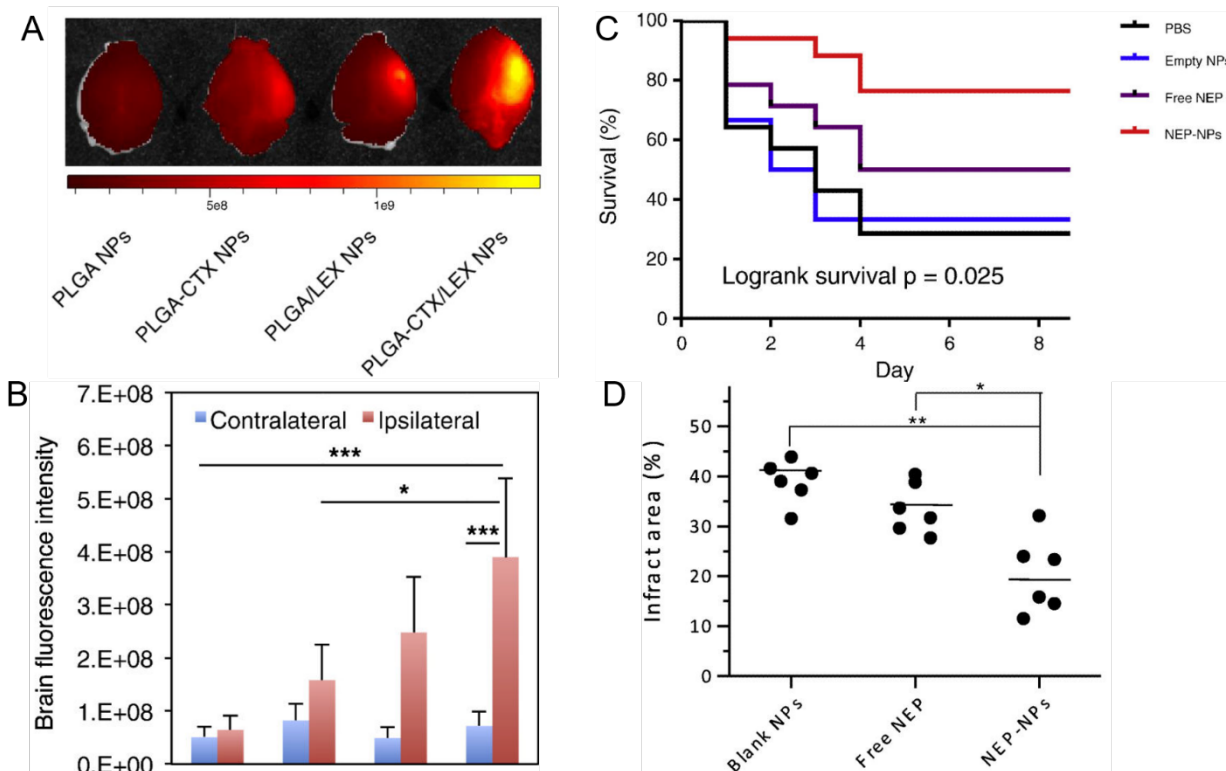 A
5e8
1e9
PLGA NPs
PLGA-CTX NPs
PLGA/LEX NPs
PLGA-CTX/LEX NPs
B
Brain fluorescence intensity
7.E+08
6.E+08
5.E+08
4.E+08
3.E+08
2.E+08
1.E+08
0.E+00
Contralateral Ipsilateral
***
*
***
C
Survival (%)
100
80
60
40
20
0
0 2 4 6 8
Day
PBS
Empty NPs
Free NEP
NEP-NPs
Logrank survival p = 0.025
D
Infract area (%)
50
40
30
20
10
0
*
**
Blank NPs
Free NEP
NEP-NPs